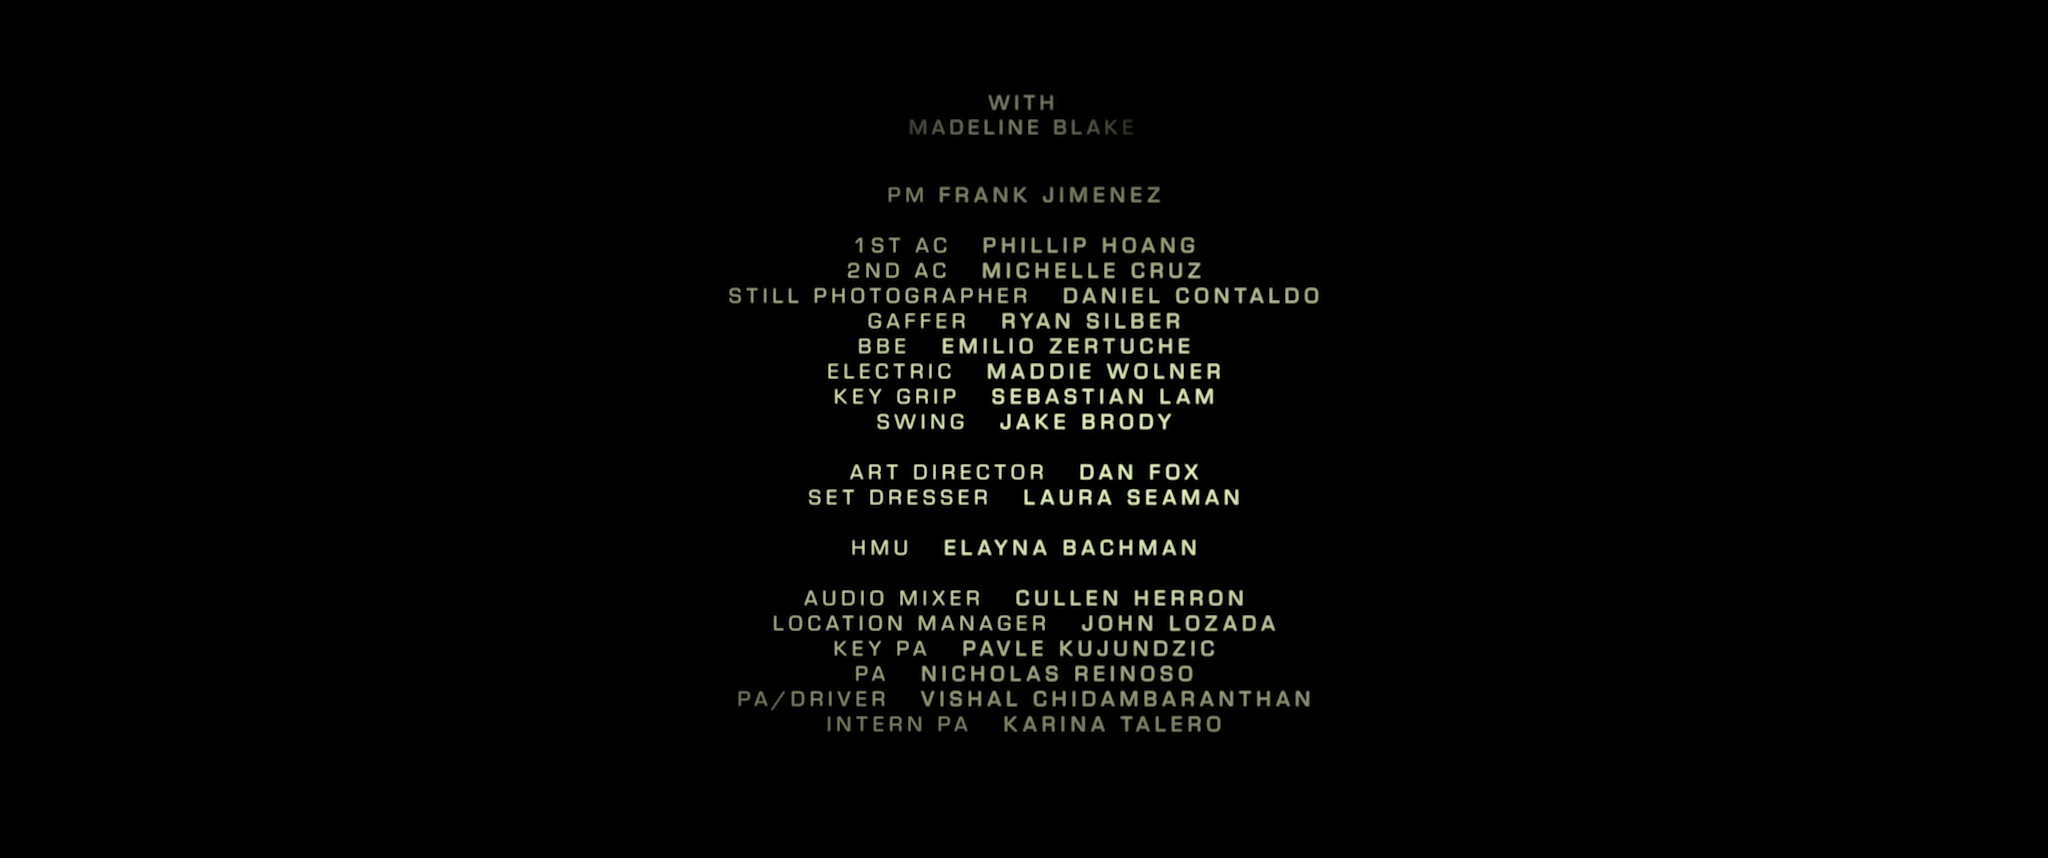 WITH
MADELINE BLAKE
PM FRANK JIMENEZ
1ST AC PHILLIP HOANG
2ND AC MICHELLE CRUZ
STILL PHOTOGRAPHER DANIEL CONTALDO
GAFFER RYAN SILBER
BBE EMILIO ZERTUCHE
ELECTRIC MADDIE WOLNER
KEY GRIP SEBASTIAN LAM
SWING JAKE BRODY
ART DIRECTOR DAN FOX
SET DRESSER LAURA SEAMAN
HMU ELAYNA BACHMAN
AUDIO MIXER CULLEN HERRON
LOCATION MANAGER JOHN LOZADA
KEY PA PAVLE KUJUNDZIC
PA NICHOLAS REINOSO
PA/DRIVER VISHAL CHIDAMBARANTHAN
INTERN PA KARINA TALERO